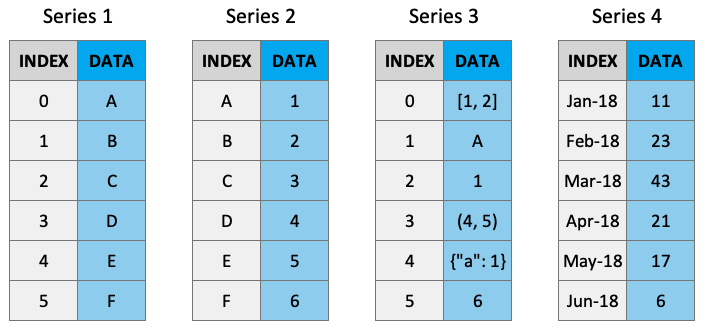 Series 1 Series 2 Series 3 Series 4
INDEX DATA INDEX DATA INDEX DATA INDEX DATA
0 A A 1 0 [1, 2] Jan-18 11
1 B B 2 1 A Feb-18 23
2 C C 3 2 1 Mar-18 43
3 D D 4 3 (4, 5) Apr-18 21
4 E E 5 4 {"a": 1} May-18 17
5 F F 6 5 6 Jun-18 6